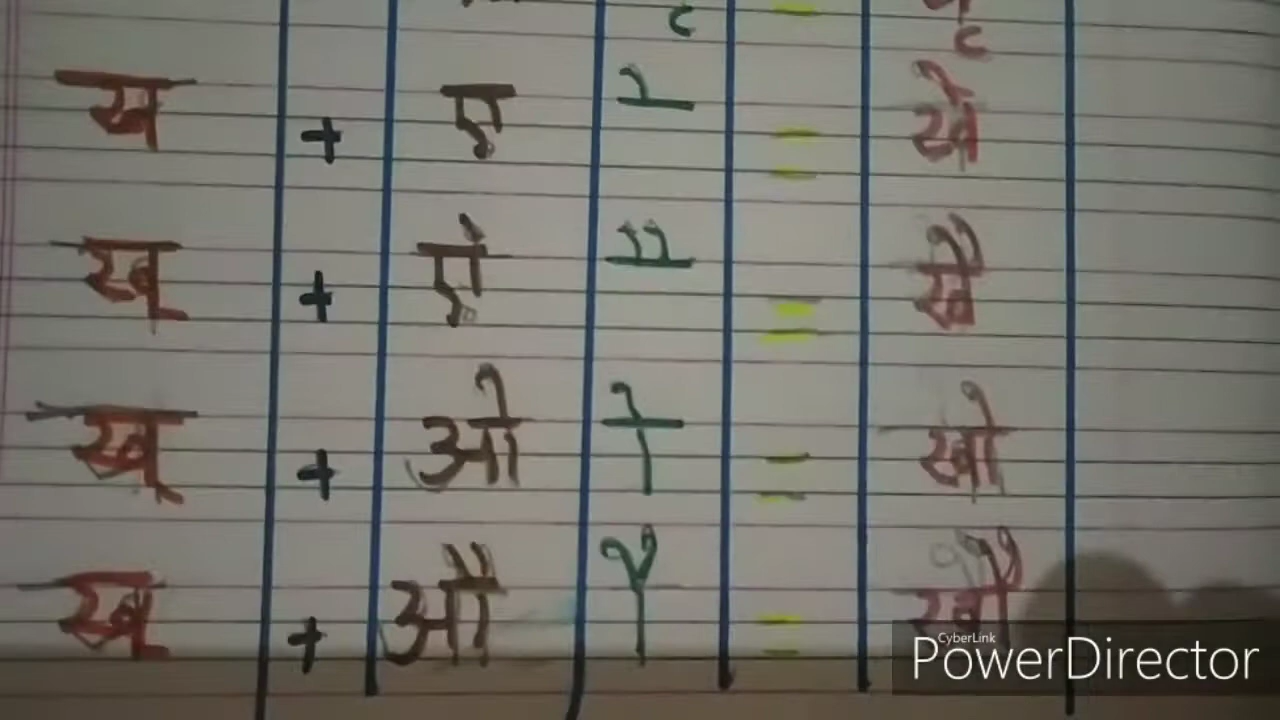 ख + ए े = खे
ख् + ऐ ै = खै
ख् + ओ ो = खो
ख् + औ ौ = खौ
CyberLink
PowerDirector